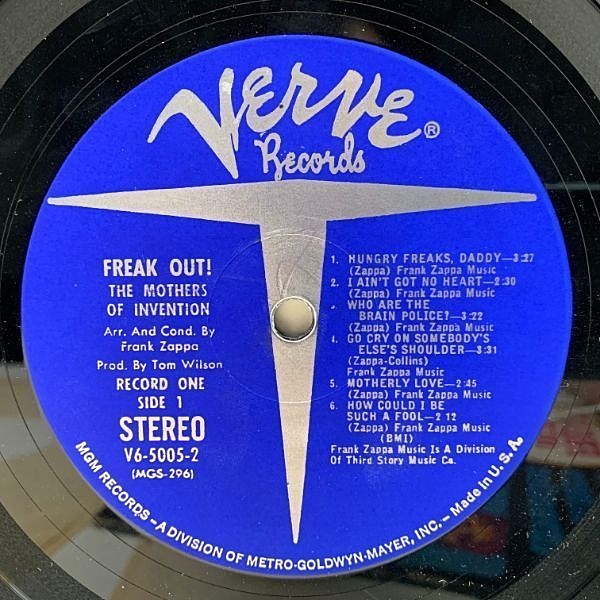 Verve®
Records
FREAK OUT!
THE MOTHERS
OF INVENTION
Arr. And Cond. By
Frank Zappa
Prod. By Tom Wilson
RECORD ONE
SIDE 1
STEREO
V6-5005-2
(MGS-296)
1. HUNGRY FREAKS, DADDY—3:27
(Zappa) Frank Zappa Music
2. I AIN'T GOT NO HEART—2:30
(Zappa) Frank Zappa Music
3. WHO ARE THE
BRAIN POLICE?—3:22
(Zappa) Frank Zappa Music
4. GO CRY ON SOMEBODY'S
ELSE'S SHOULDER—3:31
(Zappa-Collins)
Frank Zappa Music
5. MOTHERLY LOVE—2:45
(Zappa) Frank Zappa Music
6. HOW COULD I BE
SUCH A FOOL—2:12
(Zappa) Frank Zappa Music
(BMI)
Frank Zappa Music Is A Division
Of Third Story Music Co.
MGM RECORDS – A DIVISION OF METRO-GOLDWYN-MAYER, INC. – Made in U.S.A.